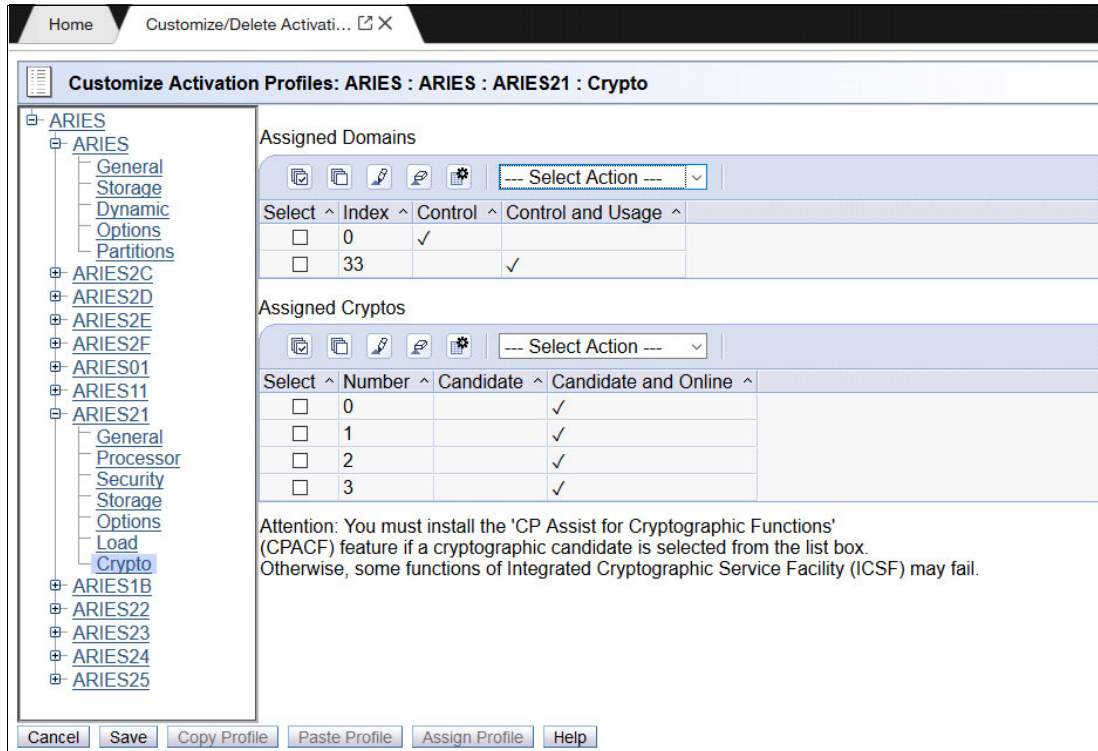 Home
Customize/Delete Activati...
Customize Activation Profiles: ARIES : ARIES : ARIES21 : Crypto
ARIES
ARIES
General
Storage
Dynamic
Options
Partitions
ARIES2C
ARIES2D
ARIES2E
ARIES2F
ARIES01
ARIES11
ARIES21
General
Processor
Security
Storage
Options
Load
Crypto
ARIES1B
ARIES22
ARIES23
ARIES24
ARIES25
Assigned Domains
--- Select Action ---
Select Index Control Control and Usage
0 ✓
33 ✓
Assigned Cryptos
--- Select Action ---
Select Number Candidate Candidate and Online
0 ✓
1 ✓
2 ✓
3 ✓
Attention: You must install the 'CP Assist for Cryptographic Functions'
(CPACF) feature if a cryptographic candidate is selected from the list box.
Otherwise, some functions of Integrated Cryptographic Service Facility (ICSF) may fail.
Cancel Save Copy Profile Paste Profile Assign Profile Help